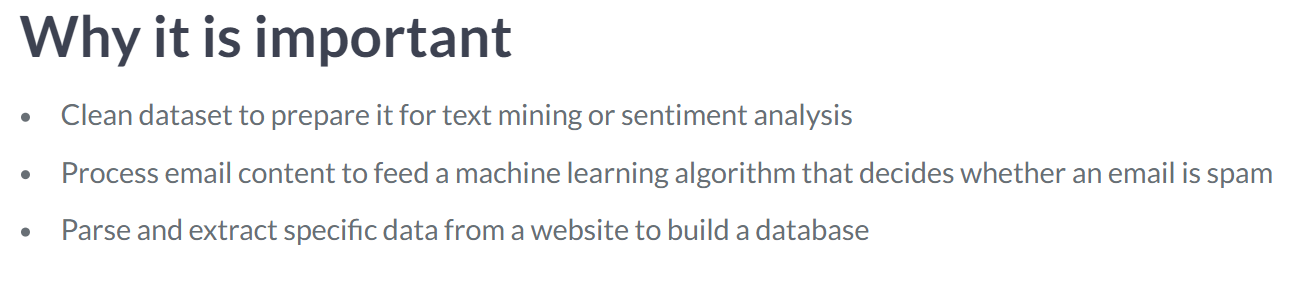 Why it is important
• Clean dataset to prepare it for text mining or sentiment analysis
• Process email content to feed a machine learning algorithm that decides whether an email is spam
• Parse and extract specific data from a website to build a database